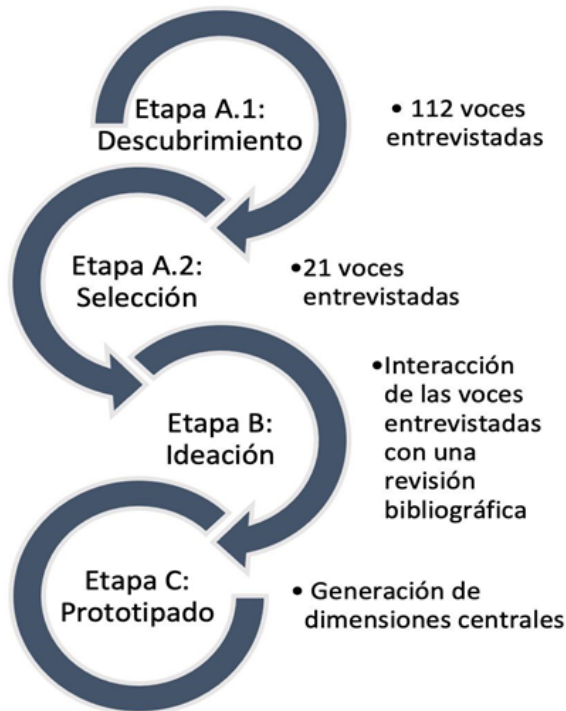 Etapa A.1:
Descubrimiento
• 112 voces
entrevistadas
Etapa A.2:
Selección
•21 voces
entrevistadas
Etapa B:
Ideación
•Interacción
de las voces
entrevistadas
con una
revisión
bibliográfica
Etapa C:
Prototipado
• Generación de
dimensiones centrales